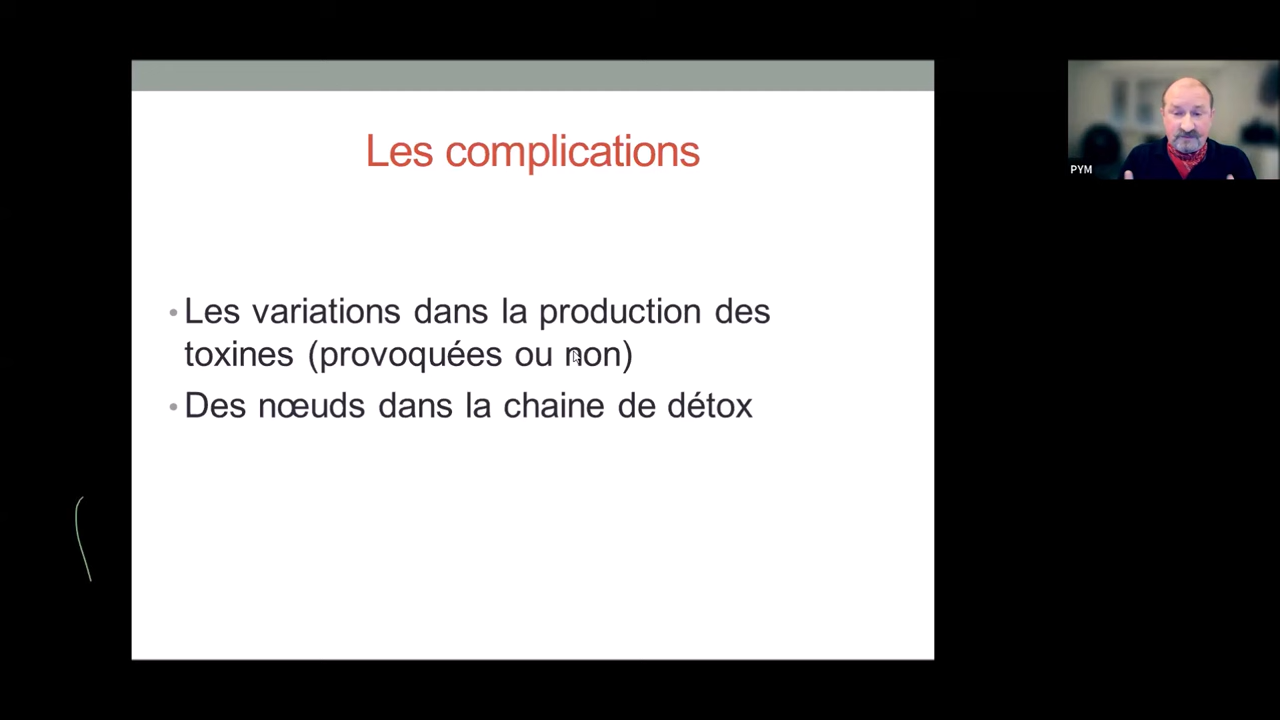 Les complications
PYM
• Les variations dans la production des
toxines (provoquées ou non)
• Des nœuds dans la chaine de détox